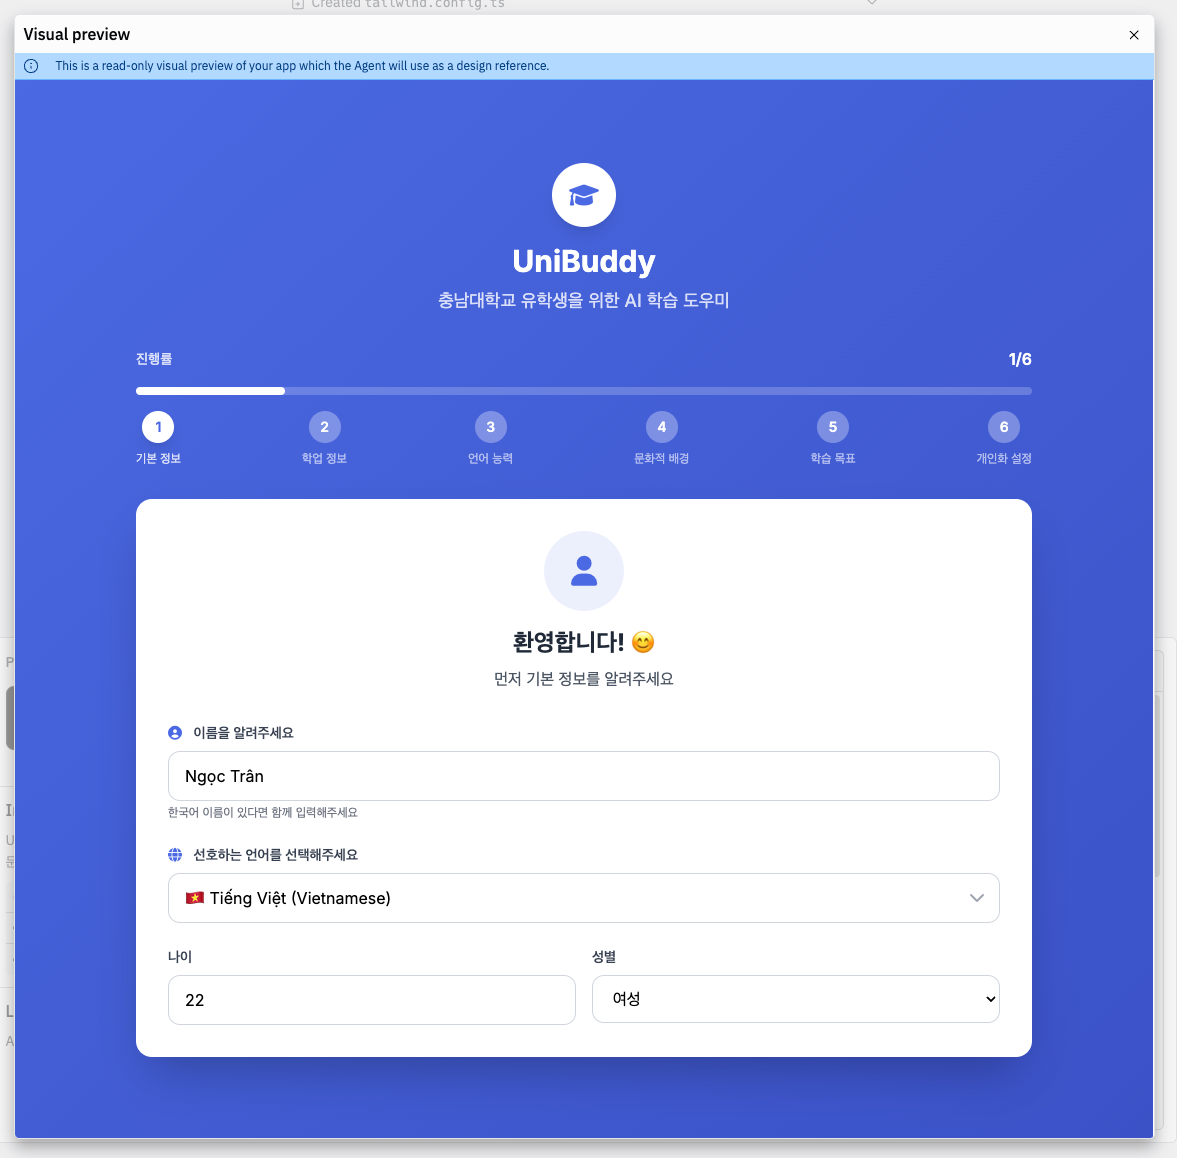 Created tailwind.config.ts
Visual preview
This is a read-only visual preview of your app which the Agent will use as a design reference.
UniBuddy
충남대학교 유학생을 위한 AI 학습 도우미
진행률
1/6
1
2
3
4
5
6
기본 정보
학업 정보
언어 능력
문화적 배경
학습 목표
개인화 설정
환영합니다! 😊
먼저 기본 정보를 알려주세요
이름을 알려주세요
Ngọc Trân
한국어 이름이 있다면 함께 입력해주세요
선호하는 언어를 선택해주세요
🇻🇳 Tiếng Việt (Vietnamese)
나이
성별
22
여성